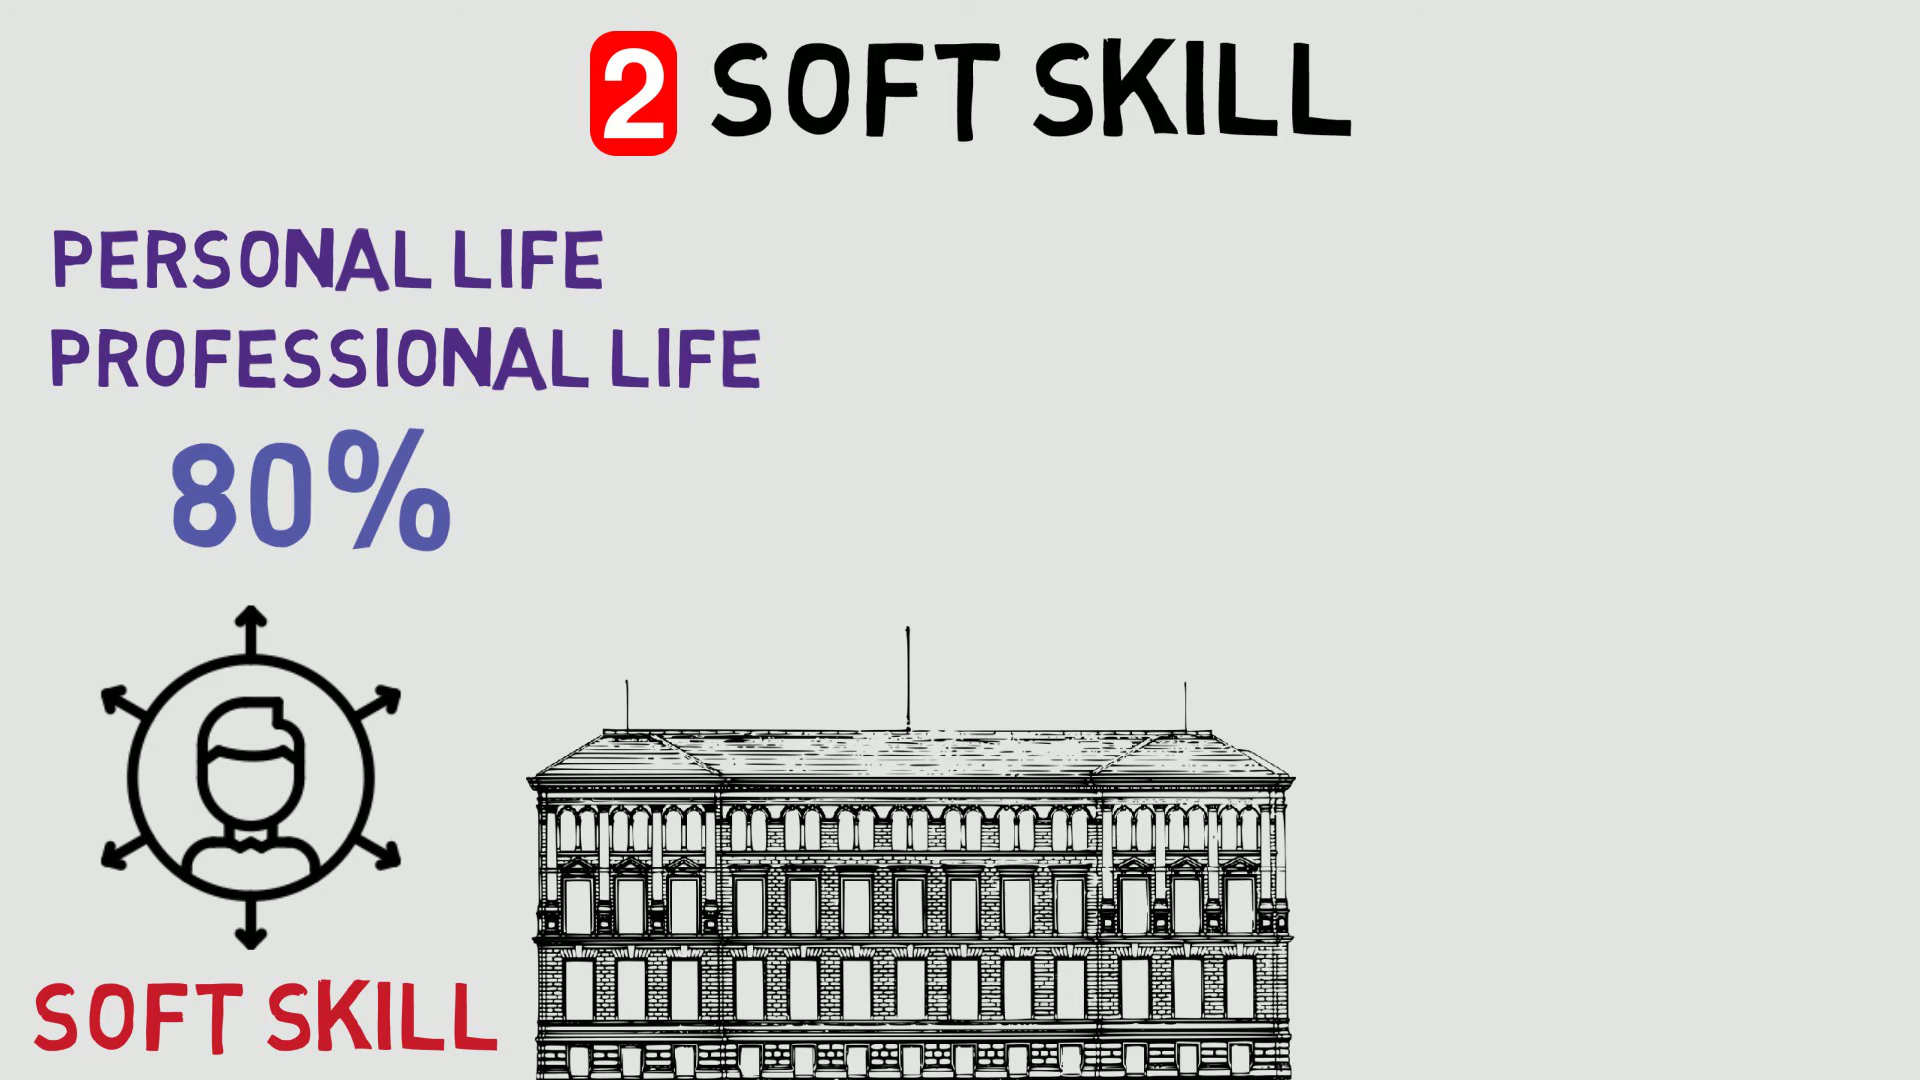 2 SOFT SKILL
PERSONAL LIFE
PROFESSIONAL LIFE
80%
SOFT SKILL